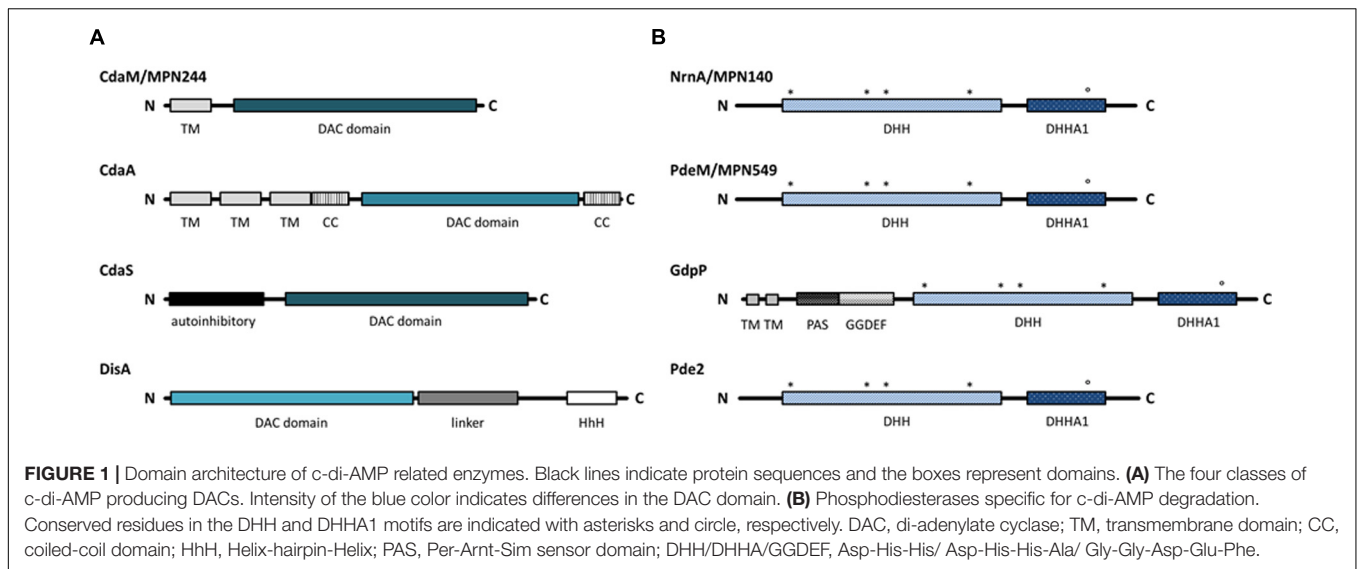 A
CdaM/MPN244
N C
TM DAC domain
CdaA
N C
TM TM TM CC DAC domain CC
CdaS
N C
autoinhibitory DAC domain
DisA
N C
DAC domain linker HhH
B
NrnA/MPN140
* * * * °
N C
DHH DHHA1
PdeM/MPN549
* * * * °
N C
DHH DHHA1
GdpP
* * * * °
N C
TM TM PAS GGDEF DHH DHHA1
Pde2
* * * * °
N C
DHH DHHA1
FIGURE 1 | Domain architecture of c-di-AMP related enzymes. Black lines indicate protein sequences and the boxes represent domains. (A) The four classes of
c-di-AMP producing DACs. Intensity of the blue color indicates differences in the DAC domain. (B) Phosphodiesterases specific for c-di-AMP degradation.
Conserved residues in the DHH and DHHA1 motifs are indicated with asterisks and circle, respectively. DAC, di-adenylate cyclase; TM, transmembrane domain; CC,
coiled-coil domain; HhH, Helix-hairpin-Helix; PAS, Per-Arnt-Sim sensor domain; DHH/DHHA/GGDEF, Asp-His-His/ Asp-His-His-Ala/ Gly-Gly-Asp-Glu-Phe.